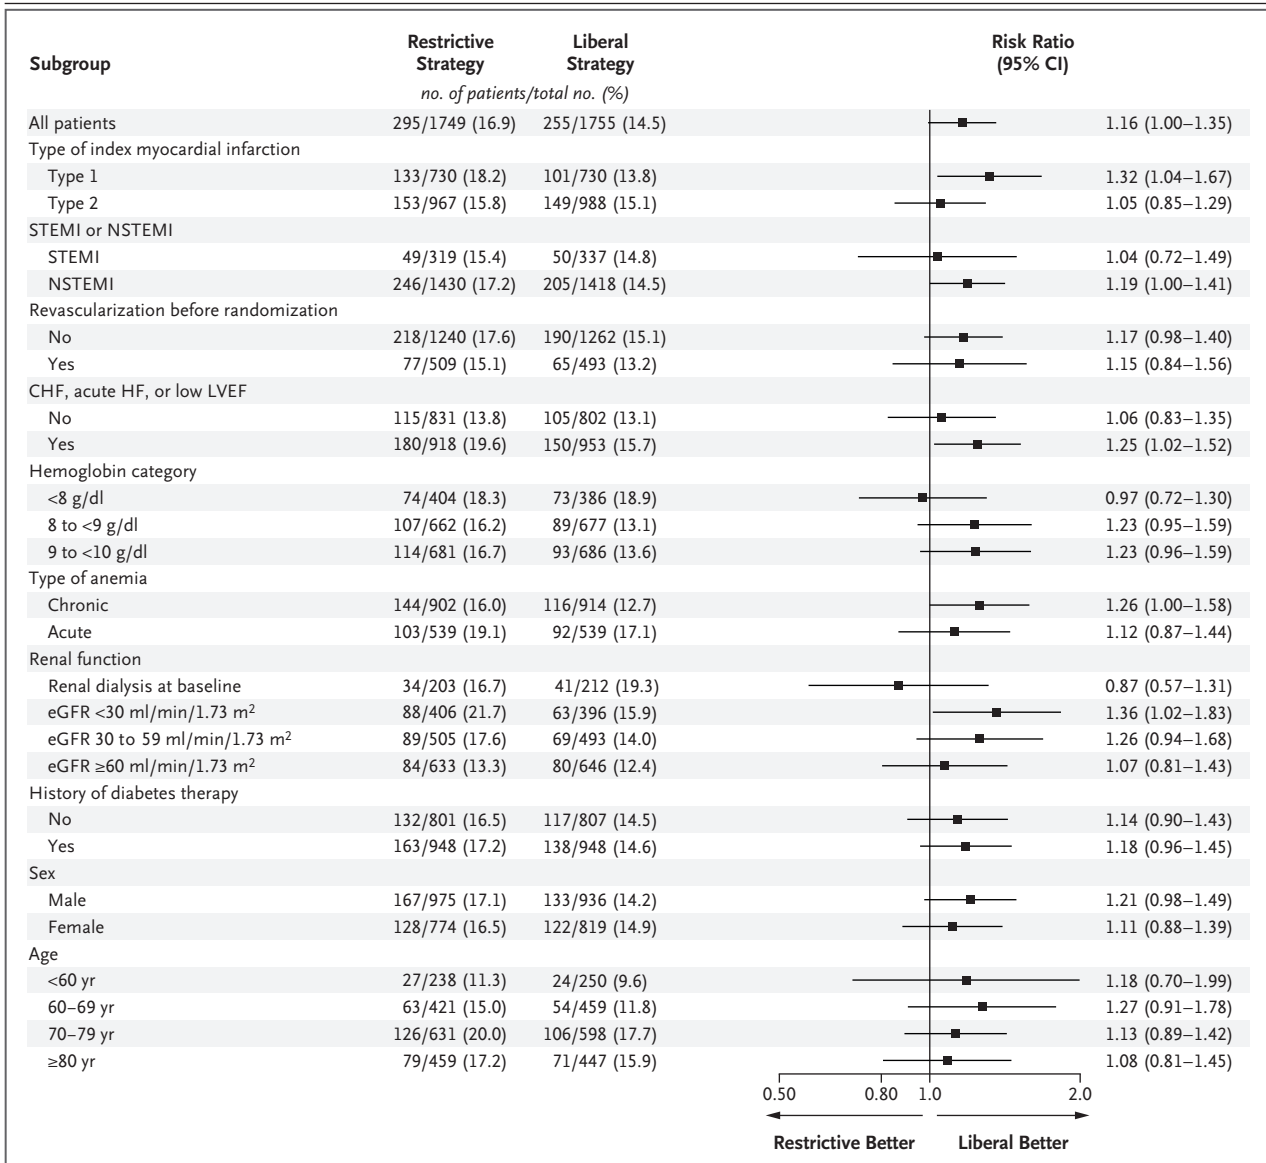 Subgroup Restrictive Strategy Liberal Strategy Risk Ratio (95% CI)
no. of patients/total no. (%)
All patients 295/1749 (16.9) 255/1755 (14.5) 1.16 (1.00–1.35)
Type of index myocardial infarction
Type 1 133/730 (18.2) 101/730 (13.8) 1.32 (1.04–1.67)
Type 2 153/967 (15.8) 149/988 (15.1) 1.05 (0.85–1.29)
STEMI or NSTEMI
STEMI 49/319 (15.4) 50/337 (14.8) 1.04 (0.72–1.49)
NSTEMI 246/1430 (17.2) 205/1418 (14.5) 1.19 (1.00–1.41)
Revascularization before randomization
No 218/1240 (17.6) 190/1262 (15.1) 1.17 (0.98–1.40)
Yes 77/509 (15.1) 65/493 (13.2) 1.15 (0.84–1.56)
CHF, acute HF, or low LVEF
No 115/831 (13.8) 105/802 (13.1) 1.06 (0.83–1.35)
Yes 180/918 (19.6) 150/953 (15.7) 1.25 (1.02–1.52)
Hemoglobin category
<8 g/dl 74/404 (18.3) 73/386 (18.9) 0.97 (0.72–1.30)
8 to <9 g/dl 107/662 (16.2) 89/677 (13.1) 1.23 (0.95–1.59)
9 to <10 g/dl 114/681 (16.7) 93/686 (13.6) 1.23 (0.96–1.59)
Type of anemia
Chronic 144/902 (16.0) 116/914 (12.7) 1.26 (1.00–1.58)
Acute 103/539 (19.1) 92/539 (17.1) 1.12 (0.87–1.44)
Renal function
Renal dialysis at baseline 34/203 (16.7) 41/212 (19.3) 0.87 (0.57–1.31)
eGFR <30 ml/min/1.73 m² 88/406 (21.7) 63/396 (15.9) 1.36 (1.02–1.83)
eGFR 30 to 59 ml/min/1.73 m² 89/505 (17.6) 69/493 (14.0) 1.26 (0.94–1.68)
eGFR ≥60 ml/min/1.73 m² 84/633 (13.3) 80/646 (12.4) 1.07 (0.81–1.43)
History of diabetes therapy
No 132/801 (16.5) 117/807 (14.5) 1.14 (0.90–1.43)
Yes 163/948 (17.2) 138/948 (14.6) 1.18 (0.96–1.45)
Sex
Male 167/975 (17.1) 133/936 (14.2) 1.21 (0.98–1.49)
Female 128/774 (16.5) 122/819 (14.9) 1.11 (0.88–1.39)
Age
<60 yr 27/238 (11.3) 24/250 (9.6) 1.18 (0.70–1.99)
60–69 yr 63/421 (15.0) 54/459 (11.8) 1.27 (0.91–1.78)
70–79 yr 126/631 (20.0) 106/598 (17.7) 1.13 (0.89–1.42)
≥80 yr 79/459 (17.2) 71/447 (15.9) 1.08 (0.81–1.45)
0.50 0.80 1.0 2.0
Restrictive Better Liberal Better